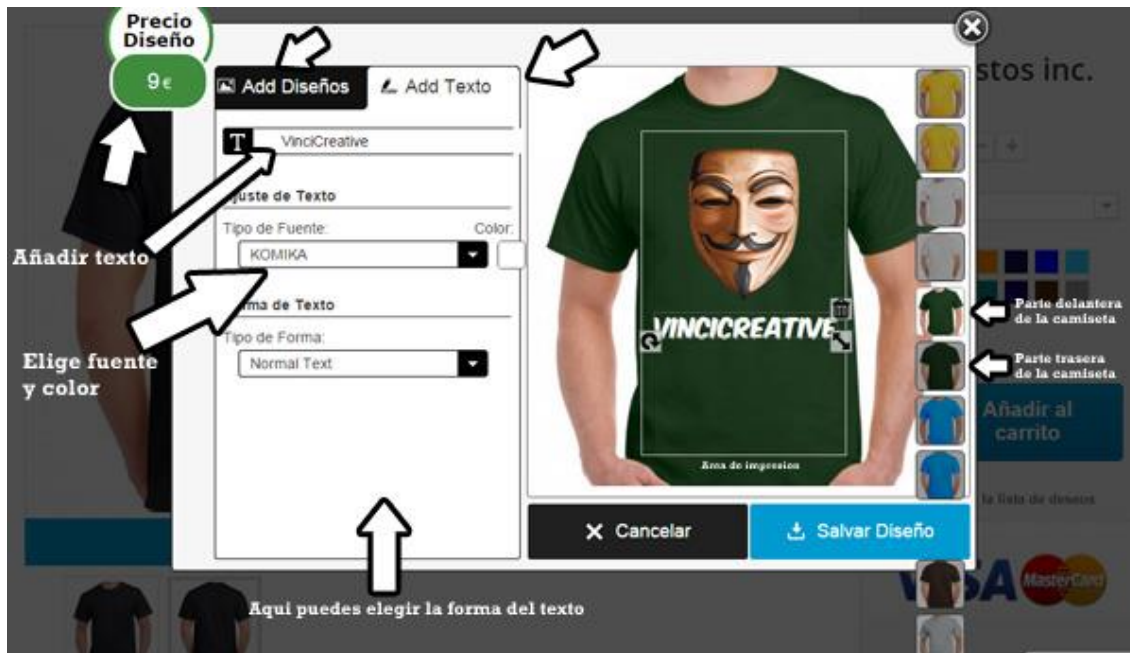 Precio
Diseño
9 €
stos inc.
Add Diseños
Add Texto
T
VinciCreative
juste de Texto
Tipo de Fuente:
Color:
KOMIKA
Añadir texto
ma de Texto
Tipo de Forma:
Normal Text
Elige fuente
y color
VINCICREATIVE
Area de impresion
Parte delantera
de la camiseta
Parte trasera
de la camiseta
Añadir al
carrito
la lista de deseos
X Cancelar
Salvar Diseño
Aqui puedes elegir la forma del texto
SA
MasterCard